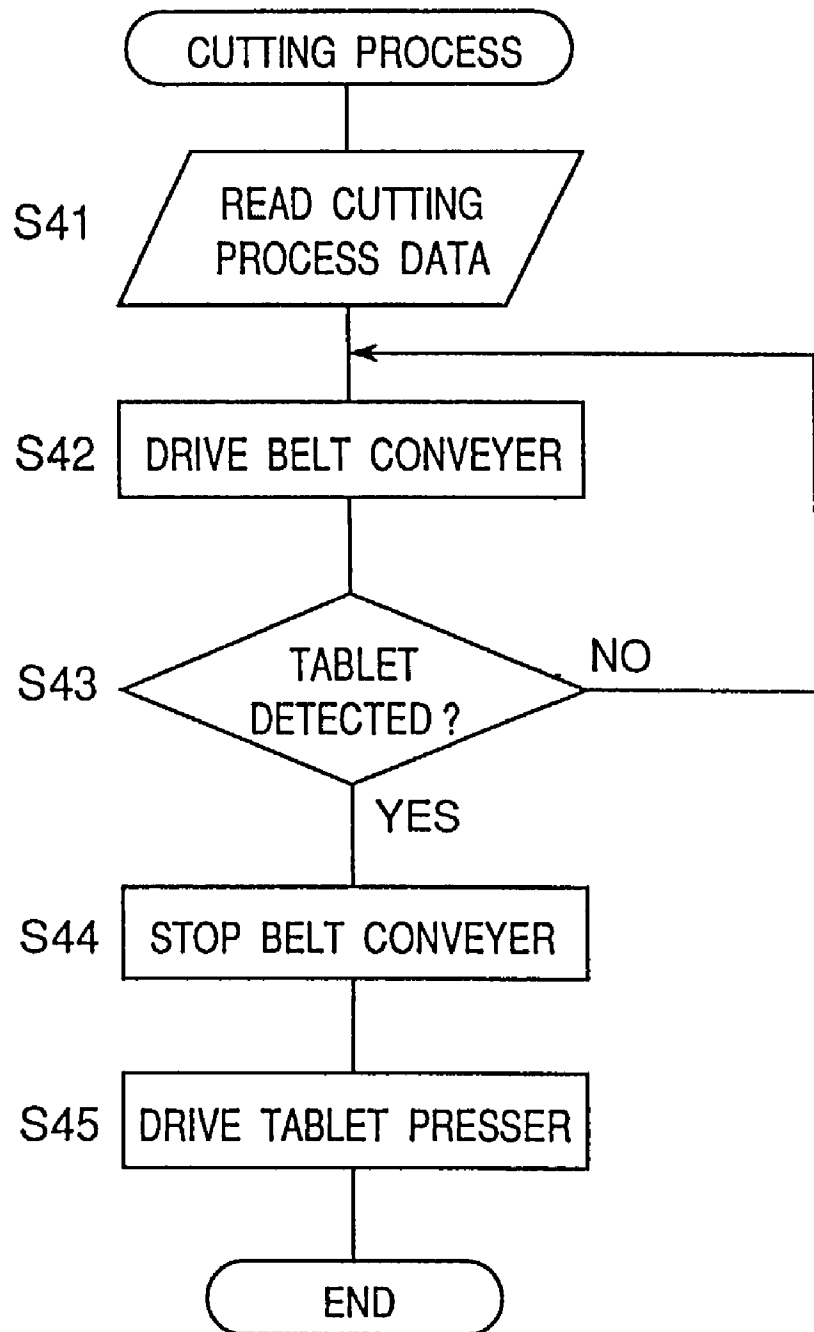 CUTTING PROCESS
S41
READ CUTTING
PROCESS DATA
S42
DRIVE BELT CONVEYER
S43
TABLET
DETECTED ?
NO
YES
S44
STOP BELT CONVEYER
S45
DRIVE TABLET PRESSER
END